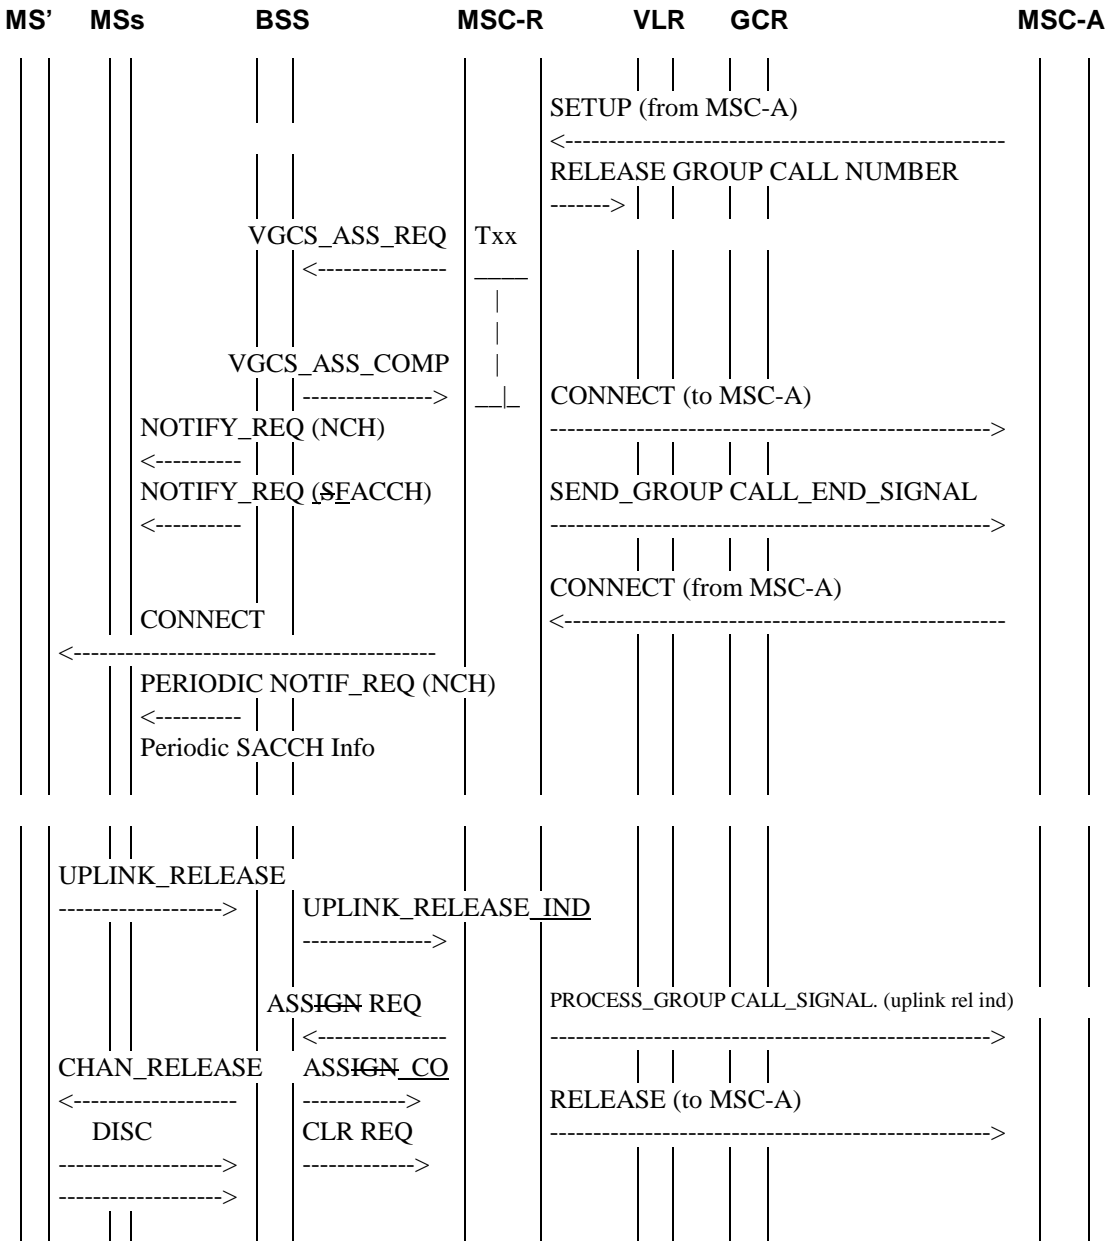 MS’ MSs BSS MSC-R VLR GCR MSC-A
SETUP (from MSC-A)
<---------------------------------------------------
RELEASE GROUP CALL NUMBER
------->
VGCS_ASS_REQ Txx
<--------------- ____
|
|
VGCS_ASS_COMP |
---------------> __|_ CONNECT (to MSC-A)
NOTIFY_REQ (NCH) --------------------------------------------------->
<----------
NOTIFY_REQ (SFACCH) SEND_GROUP CALL_END_SIGNAL
<---------- --------------------------------------------------->
CONNECT (from MSC-A)
CONNECT <---------------------------------------------------
<------------------------------------------
PERIODIC NOTIF_REQ (NCH)
<----------
Periodic SACCH Info
UPLINK_RELEASE
-------------------> UPLINK_RELEASE_IND
--------------->
ASSIGN REQ PROCESS_GROUP CALL_SIGNAL. (uplink rel ind)
<--------------- --------------------------------------------------->
CHAN_RELEASE ASSIGN_CO
<------------------- ------------> RELEASE (to MSC-A)
DISC CLR REQ --------------------------------------------------->
-------------------> ------------->
------------------->